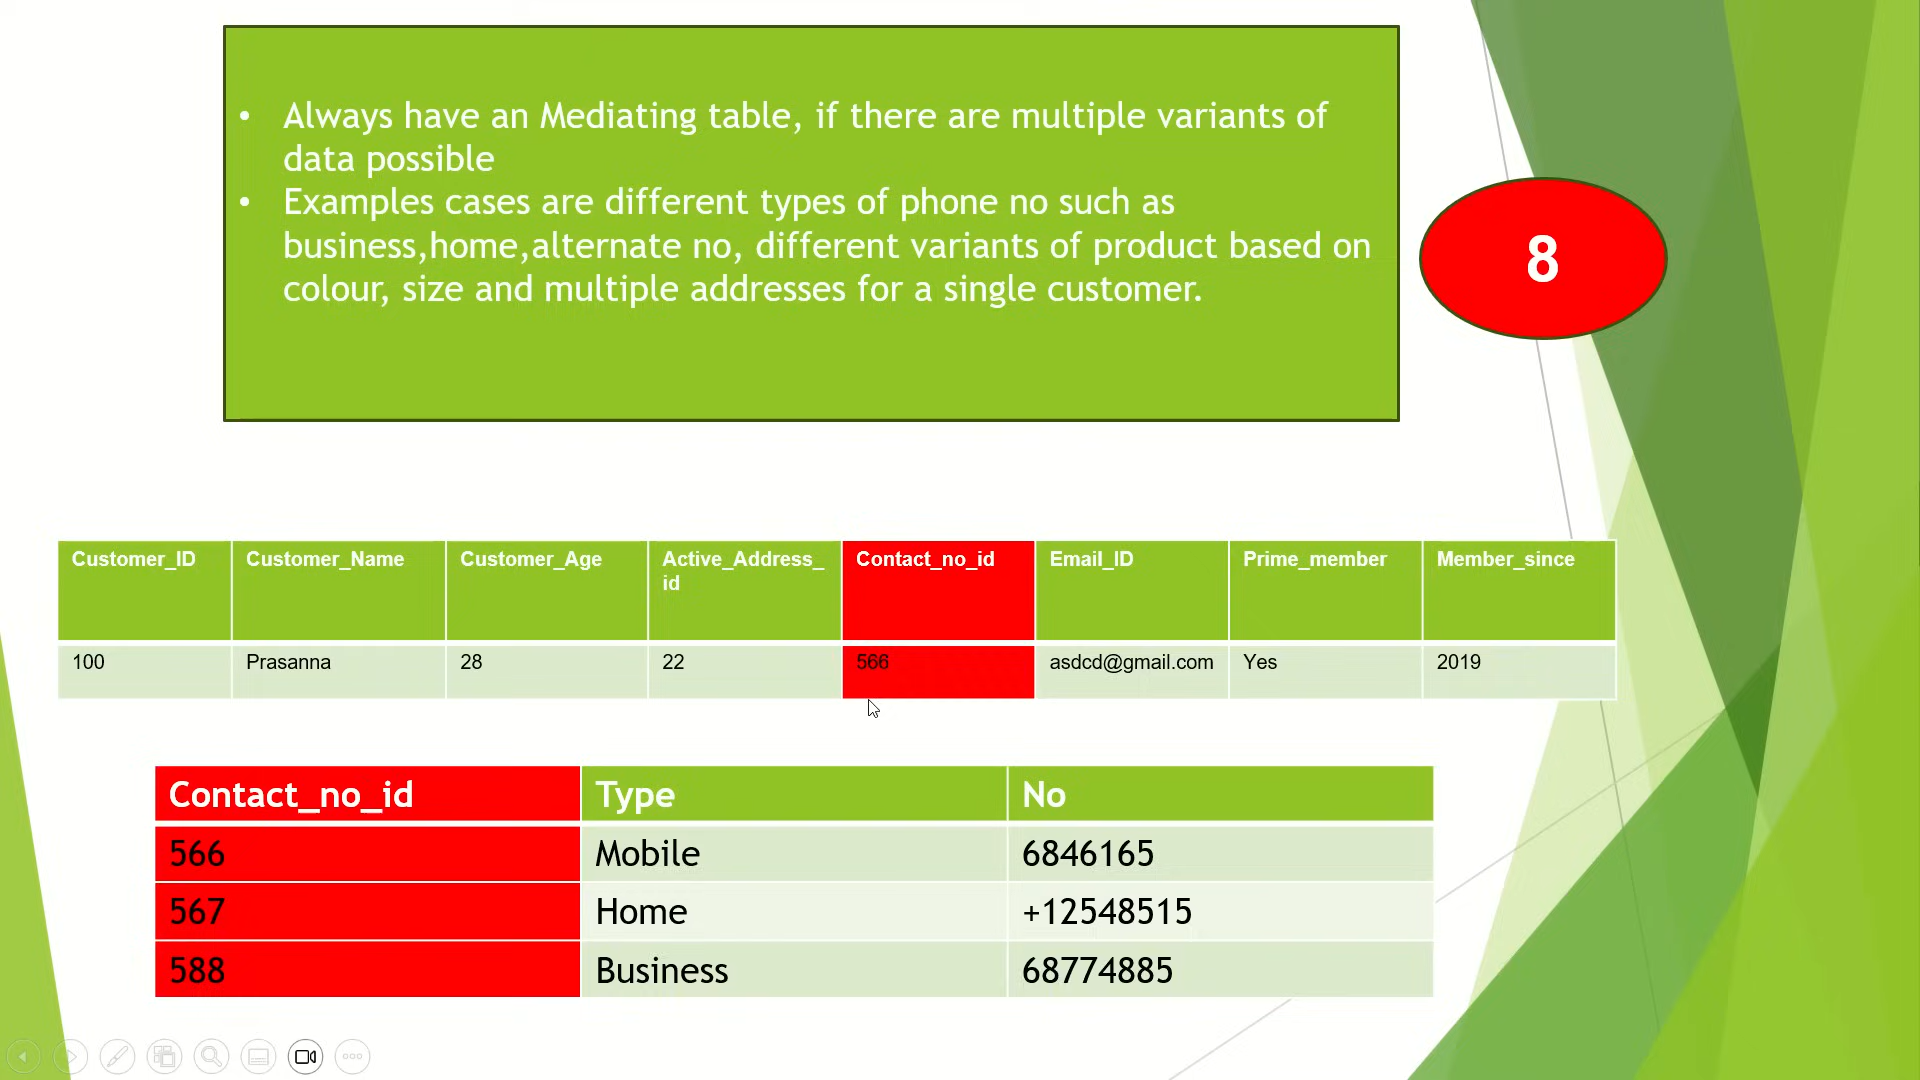 • Always have an Mediating table, if there are multiple variants of
data possible
• Examples cases are different types of phone no such as
business,home,alternate no, different variants of product based on
colour, size and multiple addresses for a single customer.
8
Customer_ID Customer_Name Customer_Age Active_Address_ Contact_no_id Email_ID Prime_member Member_since
id
100 Prasanna 28 22 566 asdcd@gmail.com Yes 2019
Contact_no_id Type No
566 Mobile 6846165
567 Home +12548515
588 Business 68774885